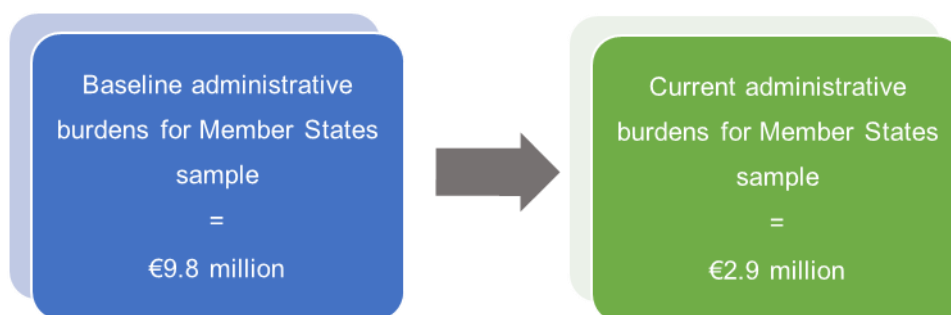 Baseline administrative
burdens for Member States
sample
=
€9.8 million
Current administrative
burdens for Member States
sample
=
€2.9 million